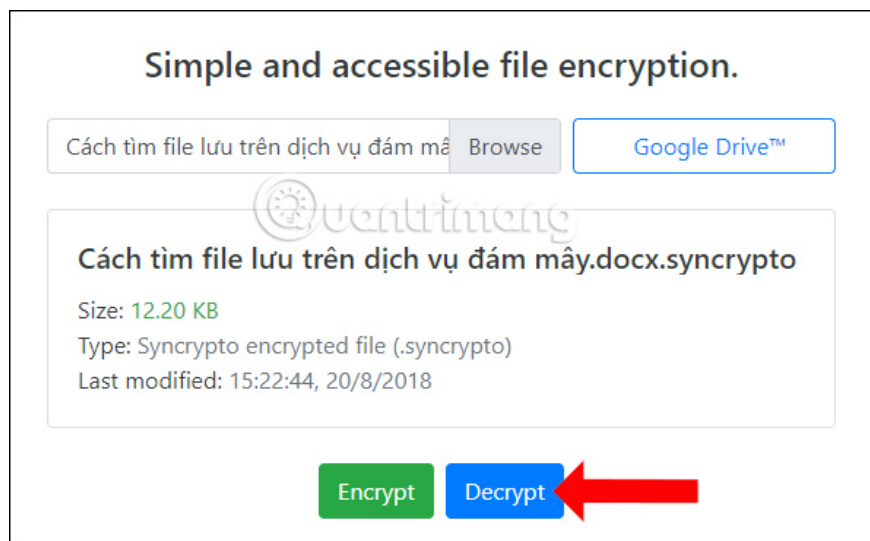 Simple and accessible file encryption.
Cách tìm file lưu trên dịch vụ đám mâ Browse Google Drive™
Quantrimang
Cách tìm file lưu trên dịch vụ đám mây.docx.syncrypto
Size: 12.20 KB
Type: Syncrypto encrypted file (.syncrypto)
Last modified: 15:22:44, 20/8/2018
Encrypt Decrypt